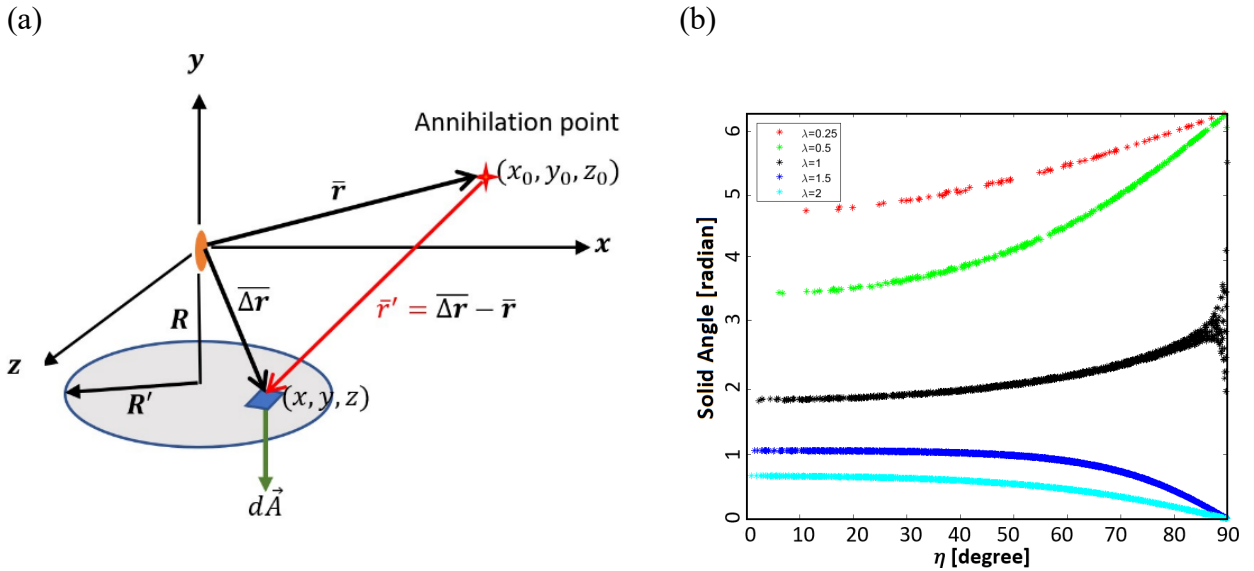 (a)
y
Annihilation point
(x₀, y₀, z₀)
r̄
x
Δr̅
r̄′ = Δr̅ − r̄
R
z
R′
(x, y, z)
dA⃗
(b)
Solid Angle [radian]
6
5
4
3
2
1
0
λ=0.25
λ=0.5
λ=1
λ=1.5
λ=2
0 10 20 30 40 50 60 70 80 90
η [degree]